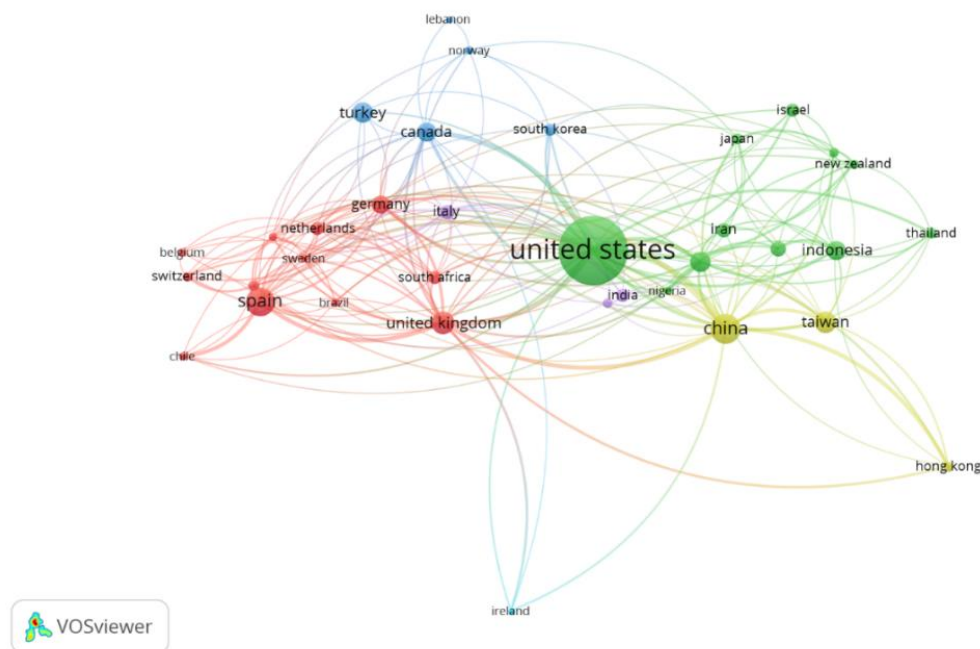 lebanon
norway
turkey
canada
south korea
israel
japan
new zealand
germany
italy
netherlands
iran
thailand
belgium
sweden
united states
indonesia
switzerland
south africa
spain
brazil
india
nigeria
united kingdom
china
taiwan
chile
hong kong
ireland
VOSviewer